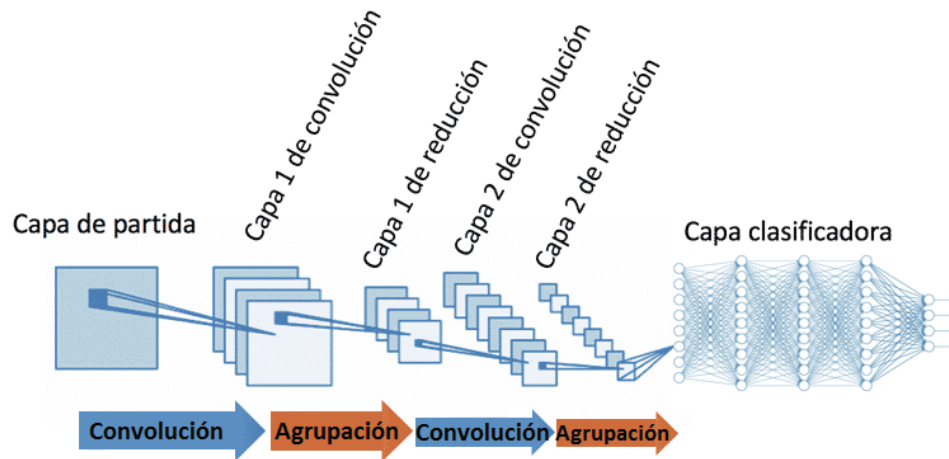 Capa de partida
Capa 1 de convolución
Capa 1 de reducción
Capa 2 de convolución
Capa 2 de reducción
Capa clasificadora
Convolución
Agrupación
Convolución
Agrupación